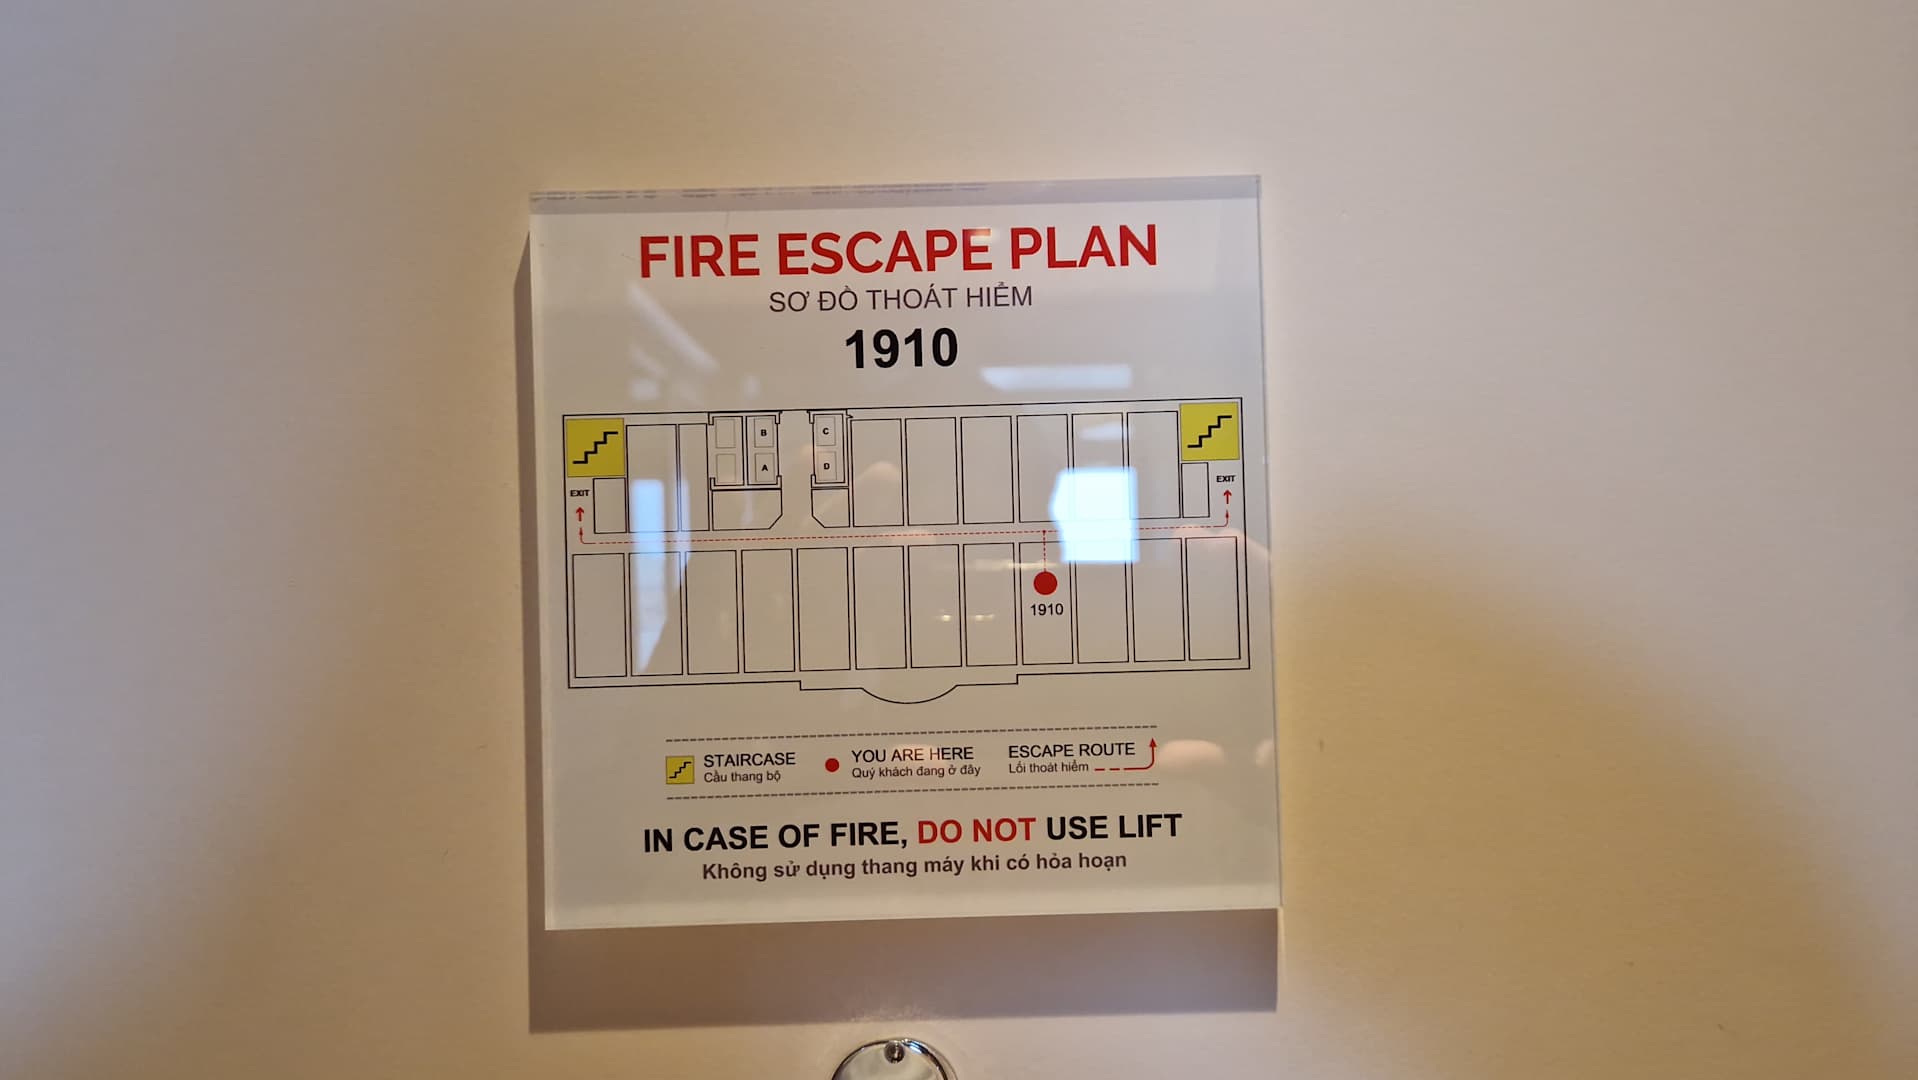 FIRE ESCAPE PLAN
SƠ ĐỒ THOÁT HIỂM
1910
B
C
A
D
EXIT
EXIT
1910
STAIRCASE
Cầu thang bộ
YOU ARE HERE
Quý khách đang ở đây
ESCAPE ROUTE
Lối thoát hiểm
IN CASE OF FIRE, DO NOT USE LIFT
Không sử dụng thang máy khi có hỏa hoạn